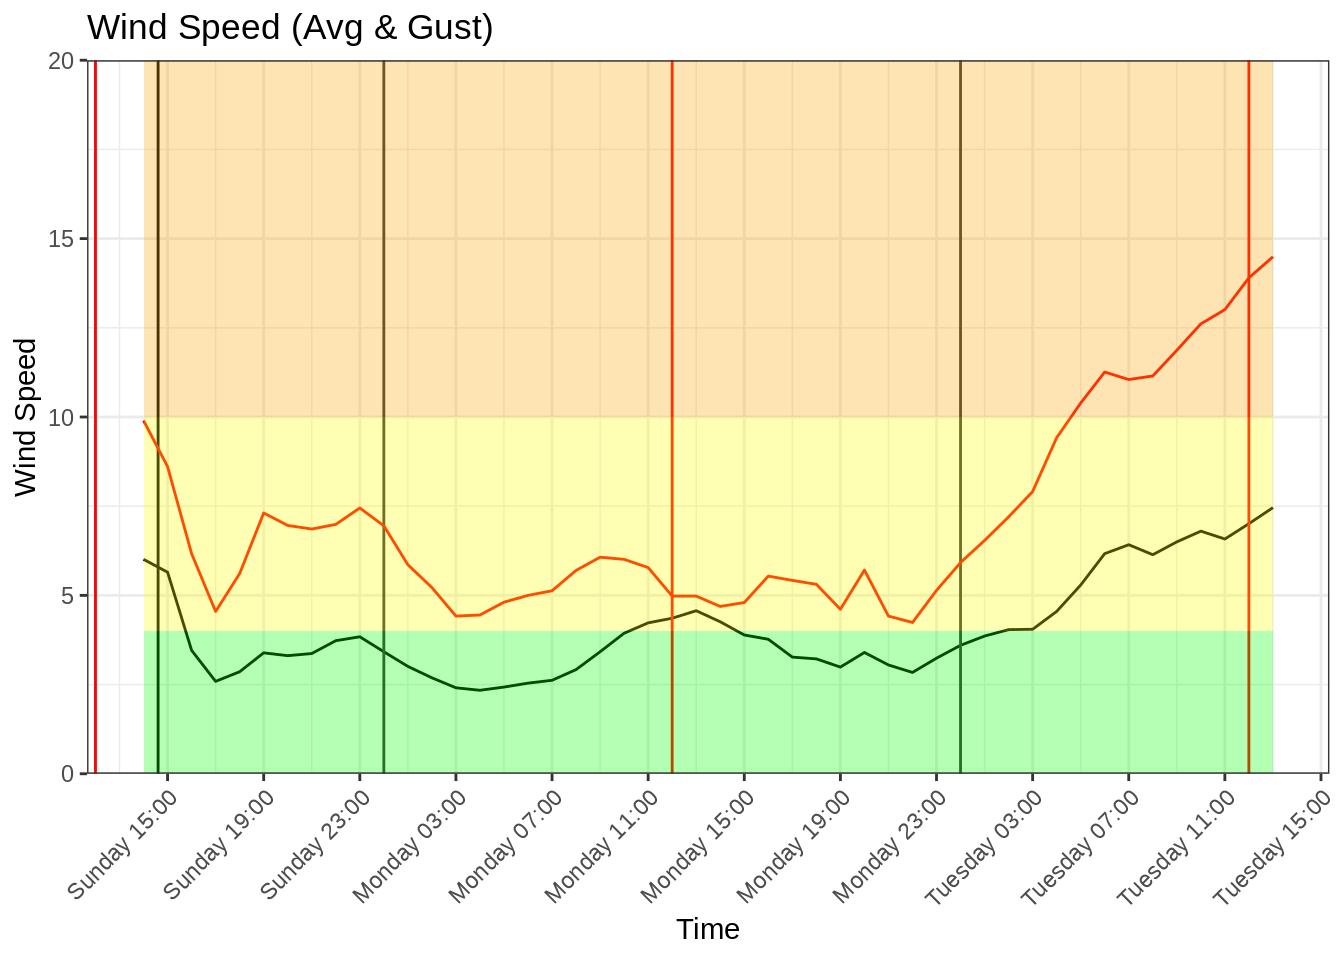 Wind Speed (Avg & Gust)
20
15
10
5
0
Wind Speed
Sunday 15:00
Sunday 19:00
Sunday 23:00
Monday 03:00
Monday 07:00
Monday 11:00
Monday 15:00
Monday 19:00
Monday 23:00
Tuesday 03:00
Tuesday 07:00
Tuesday 11:00
Tuesday 15:00
Time